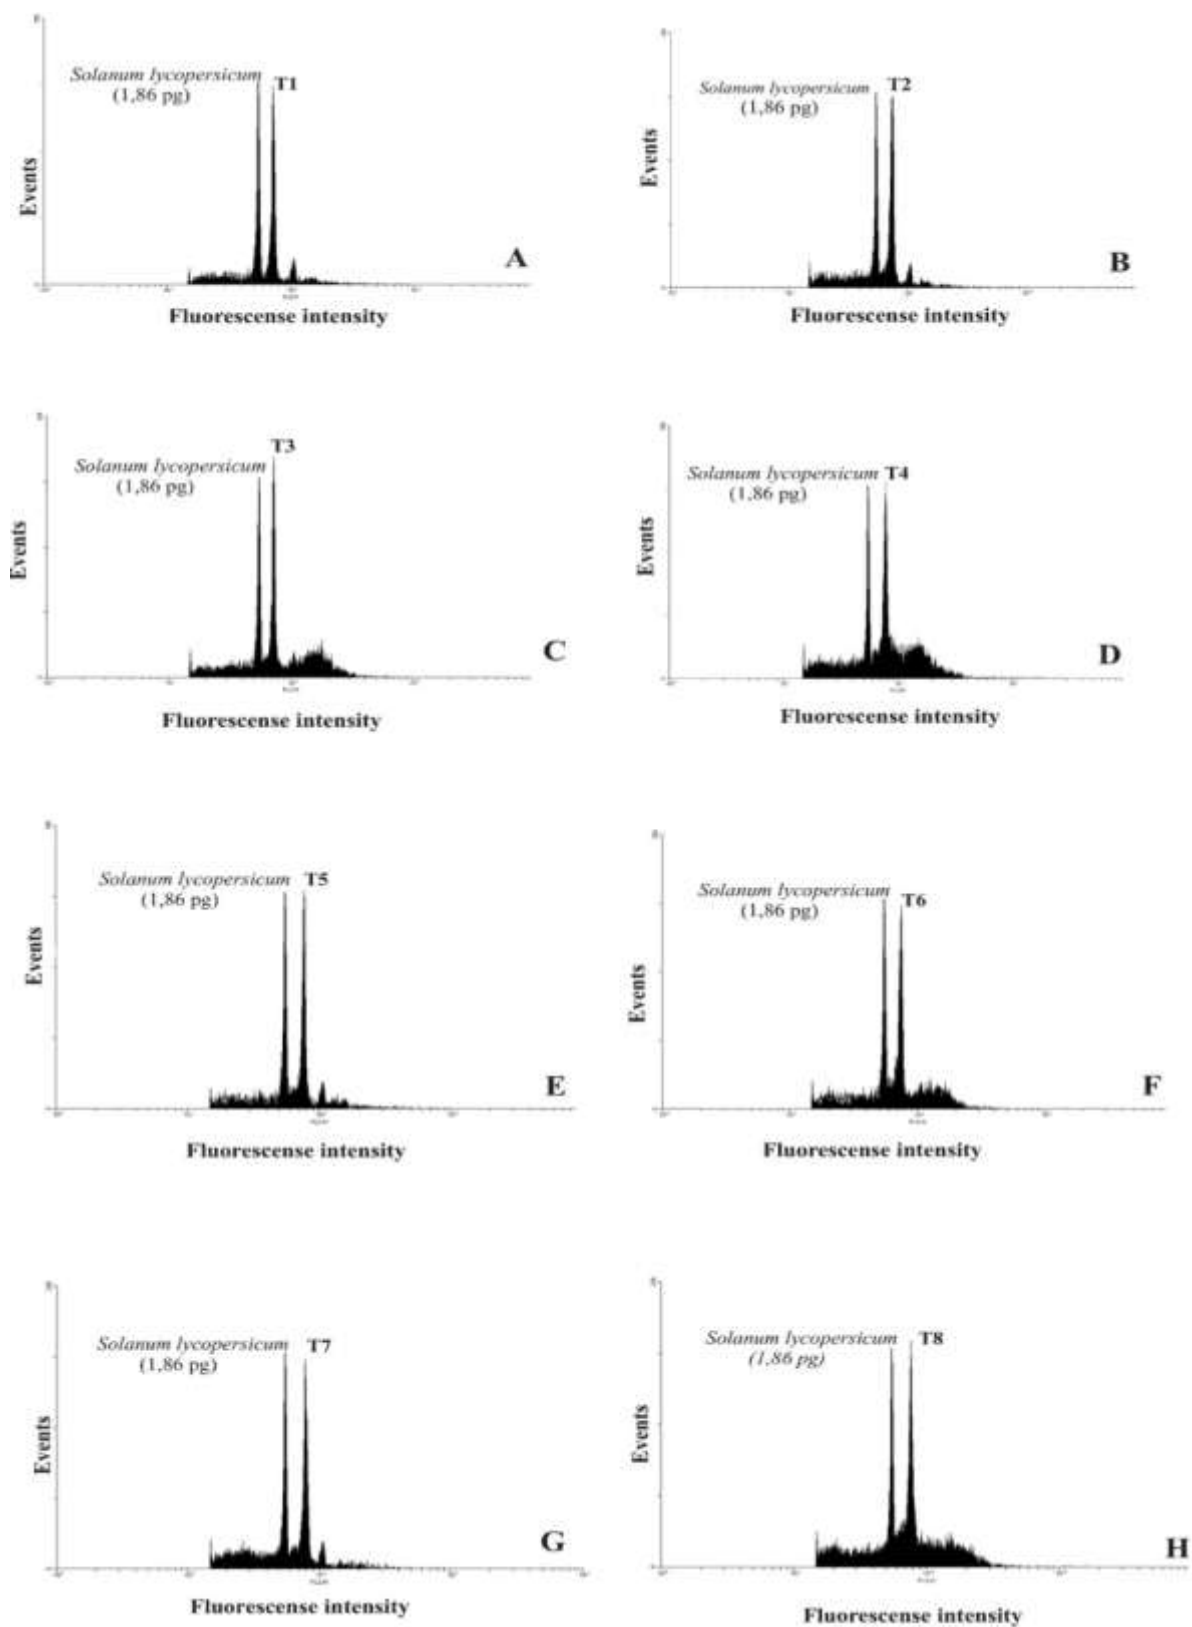 Solanum lycopersicum
(1,86 pg)
T1
Events
A
Fluorescense intensity
Solanum lycopersicum
(1,86 pg)
T2
Events
B
Fluorescense intensity
Solanum lycopersicum
(1,86 pg)
T3
Events
C
Fluorescense intensity
Solanum lycopersicum
(1,86 pg)
T4
Events
D
Fluorescense intensity
Solanum lycopersicum
(1,86 pg)
T5
Events
E
Fluorescense intensity
Solanum lycopersicum
(1,86 pg)
T6
Events
F
Fluorescense intensity
Solanum lycopersicum
(1,86 pg)
T7
Events
G
Fluorescense intensity
Solanum lycopersicum
(1,86 pg)
T8
Events
H
Fluorescense intensity